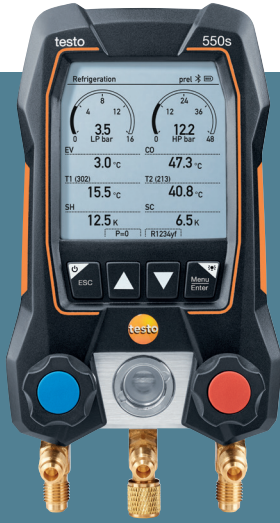 testo 550s
Refrigeration prel
8 24
4 12 12 36
3.5 12.2
0 LP bar 16 0 HP bar 48
EV CO
3.0 °C 47.3 °C
T1 (302) T2 (213)
15.5 °C 40.8 °C
SH SC
12.5 K 6.5 K
P=0 R1234yf
ESC Menu
Enter
testo